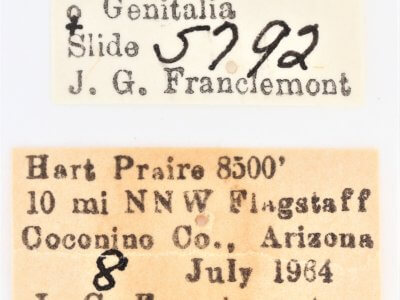 ♀ Genitalia
Slide 5792
J. G. Franclemont
Hart Praire 8500'
10 mi NNW Flagstaff
Coconino Co., Arizona
8 July 1964
J. G.